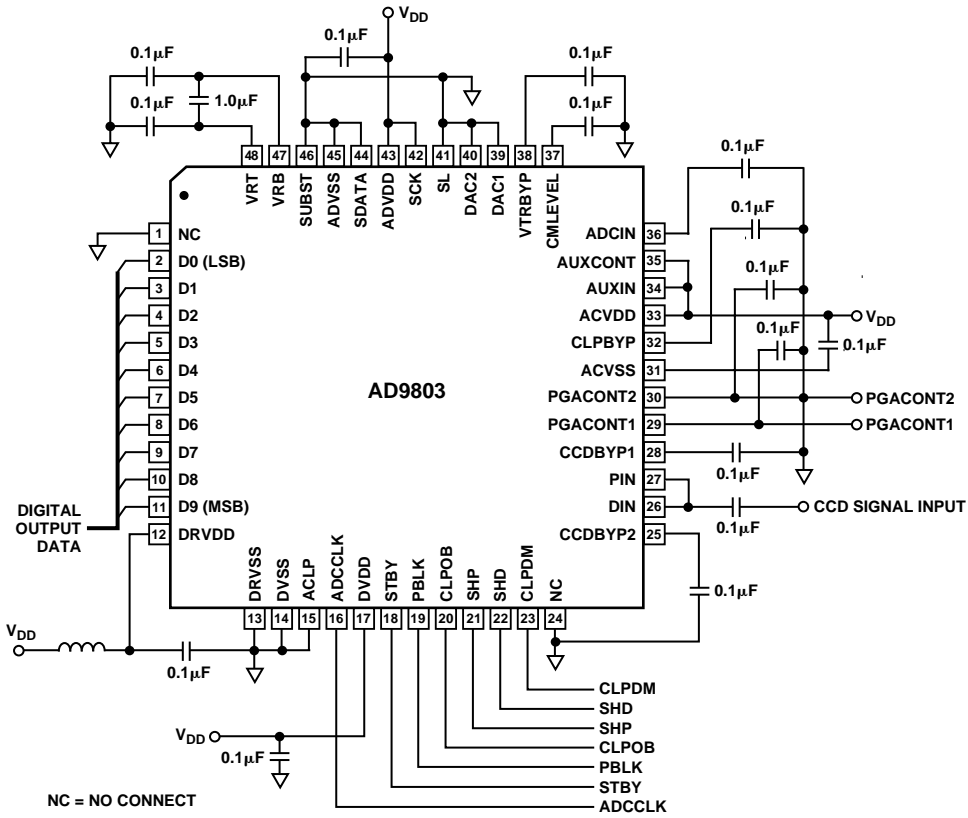 VDD
0.1μF
0.1μF
0.1μF
0.1μF
1.0μF
0.1μF
0.1μF
48 47 46 45 44 43 42 41 40 39 38 37
VRT
VRB
SUBST
ADVSS
SDATA
ADVDD
SCK
SL
DAC2
DAC1
VTRBYP
CMLEVEL
1 NC
2 D0 (LSB)
3 D1
4 D2
5 D3
6 D4
7 D5
8 D6
9 D7
10 D8
11 D9 (MSB)
12 DRVDD
DIGITAL
OUTPUT
DATA
AD9803
ADCIN 36
AUXCONT 35
AUXIN 34
ACVDD 33
CLPBYP 32
ACVSS 31
PGACONT2 30
PGACONT1 29
CCDBYP1 28
PIN 27
DIN 26
CCDBYP2 25
0.1μF
0.1μF
0.1μF
0.1μF
VDD
0.1μF
PGACONT2
PGACONT1
0.1μF
CCD SIGNAL INPUT
0.1μF
0.1μF
DRVSS
DVSS
ACLP
ADCCLK
DVDD
STBY
PBLK
CLPOB
SHP
SHD
CLPDM
NC
13 14 15 16 17 18 19 20 21 22 23 24
VDD
0.1μF
VDD
0.1μF
CLPDM
SHD
SHP
CLPOB
PBLK
STBY
ADCCLK
NC = NO CONNECT